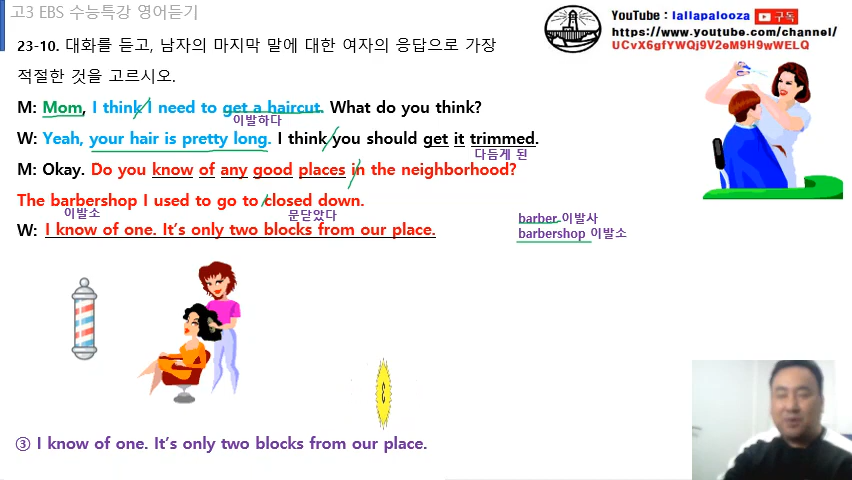 고3 EBS 수능특강 영어듣기
YouTube : lallapalooza 구독
https://www.youtube.com/channel/
UCvX6gfYWQj9V2eM9H9wWELQ
23-10. 대화를 듣고, 남자의 마지막 말에 대한 여자의 응답으로 가장
적절한 것을 고르시오.
M: Mom, I think I need to get a haircut. What do you think?
이발하다
W: Yeah, your hair is pretty long. I think you should get it trimmed.
다듬게 된
M: Okay. Do you know of any good places in the neighborhood?
The barbershop I used to go to closed down.
이발소 문닫았다
W: I know of one. It's only two blocks from our place.
barber 이발사
barbershop 이발소
③ I know of one. It's only two blocks from our place.